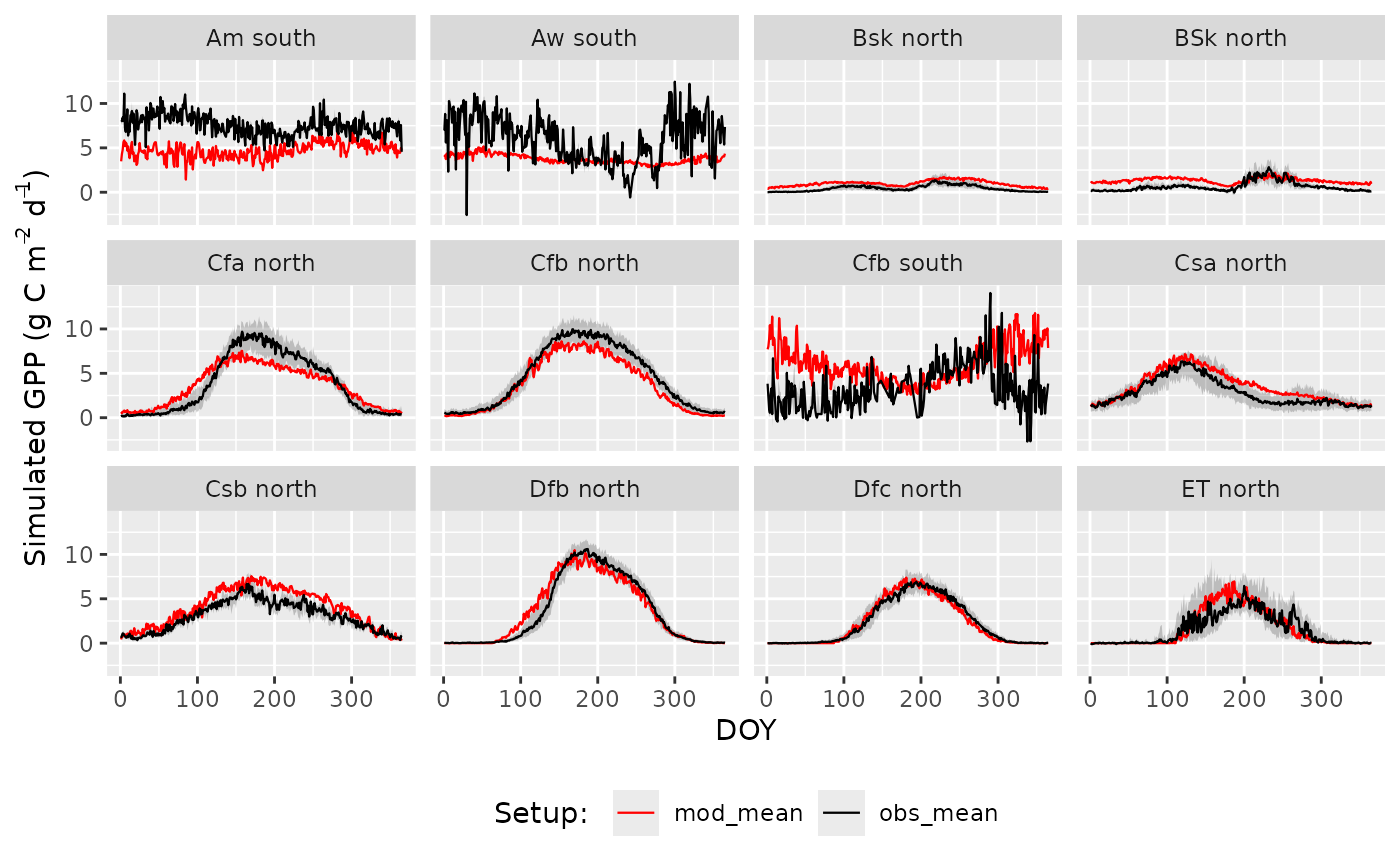 Am south
Aw south
Bsk north
BSk north
10
5
0
Cfa north
Cfb north
Cfb south
Csa north
10
5
0
Csb north
Dfb north
Dfc north
ET north
10
5
0
0 100 200 300
0 100 200 300
0 100 200 300
0 100 200 300
Simulated GPP (g C m⁻² d⁻¹)
DOY
Setup: mod_mean obs_mean